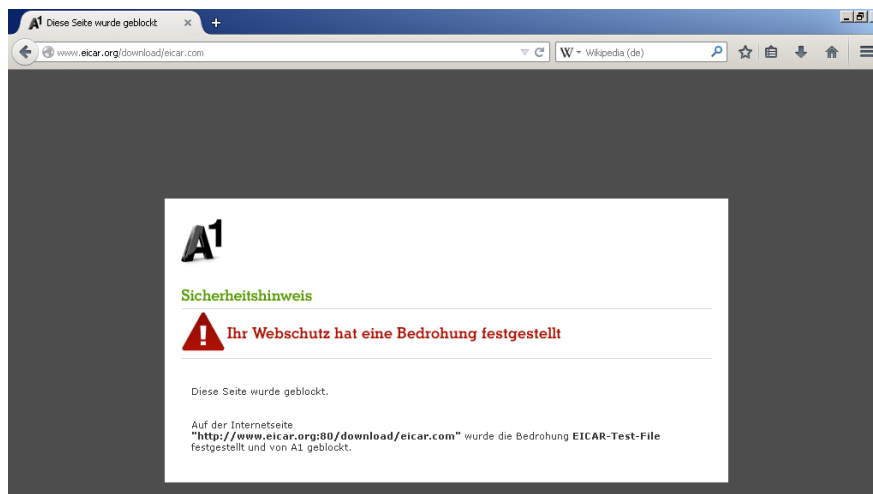 A1 Diese Seite wurde geblockt
www.eicar.org/download/eicar.com
W Wikipedia (de)
A1
Sicherheitshinweis
Ihr Webschutz hat eine Bedrohung festgestellt
Diese Seite wurde geblockt.
Auf der Internetseite
"http://www.eicar.org:80/download/eicar.com" wurde die Bedrohung EICAR-Test-File
festgestellt und von A1 geblockt.